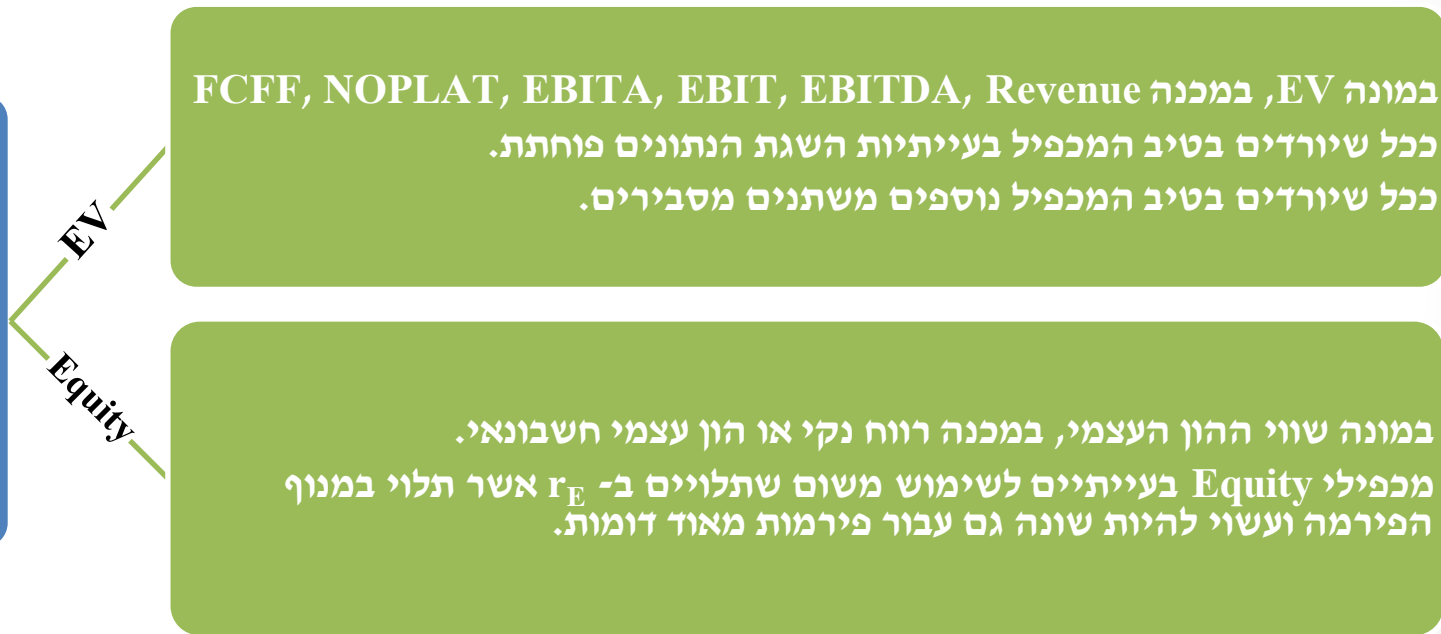 במונה EV, במכנה FCFF, NOPLAT, EBITA, EBIT, EBITDA, Revenue
ככל שיורדים בטיב המכפיל בעייתיות השגת הנתונים פוחתת.
ככל שיורדים בטיב המכפיל נוספים משתנים מסבירים.
EV
Equity
במונה שווי ההון העצמי, במכנה רווח נקי או הון עצמי חשבונאי.
מכפילי Equity בעייתיים לשימוש משום שתלויים ב- rE אשר תלוי במנוף
הפירמה ועשוי להיות שונה גם עבור פירמות מאוד דומות.